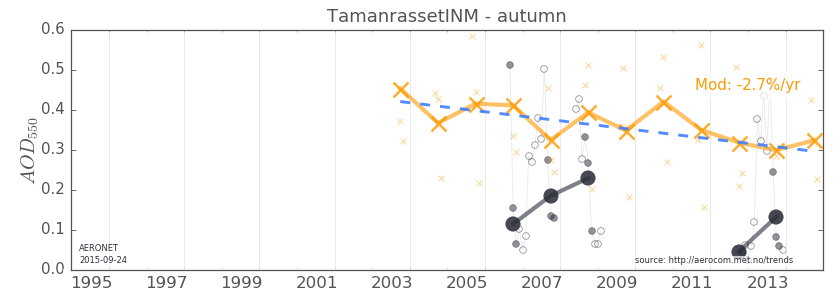 TamanrassetINM - autumn
0.6
0.5
0.4
0.3
0.2
0.1
0.0
AOD550
Mod: -2.7%/yr
AERONET
2015-09-24
source: http://aerocom.met.no/trends
1995 1997 1999 2001 2003 2005 2007 2009 2011 2013